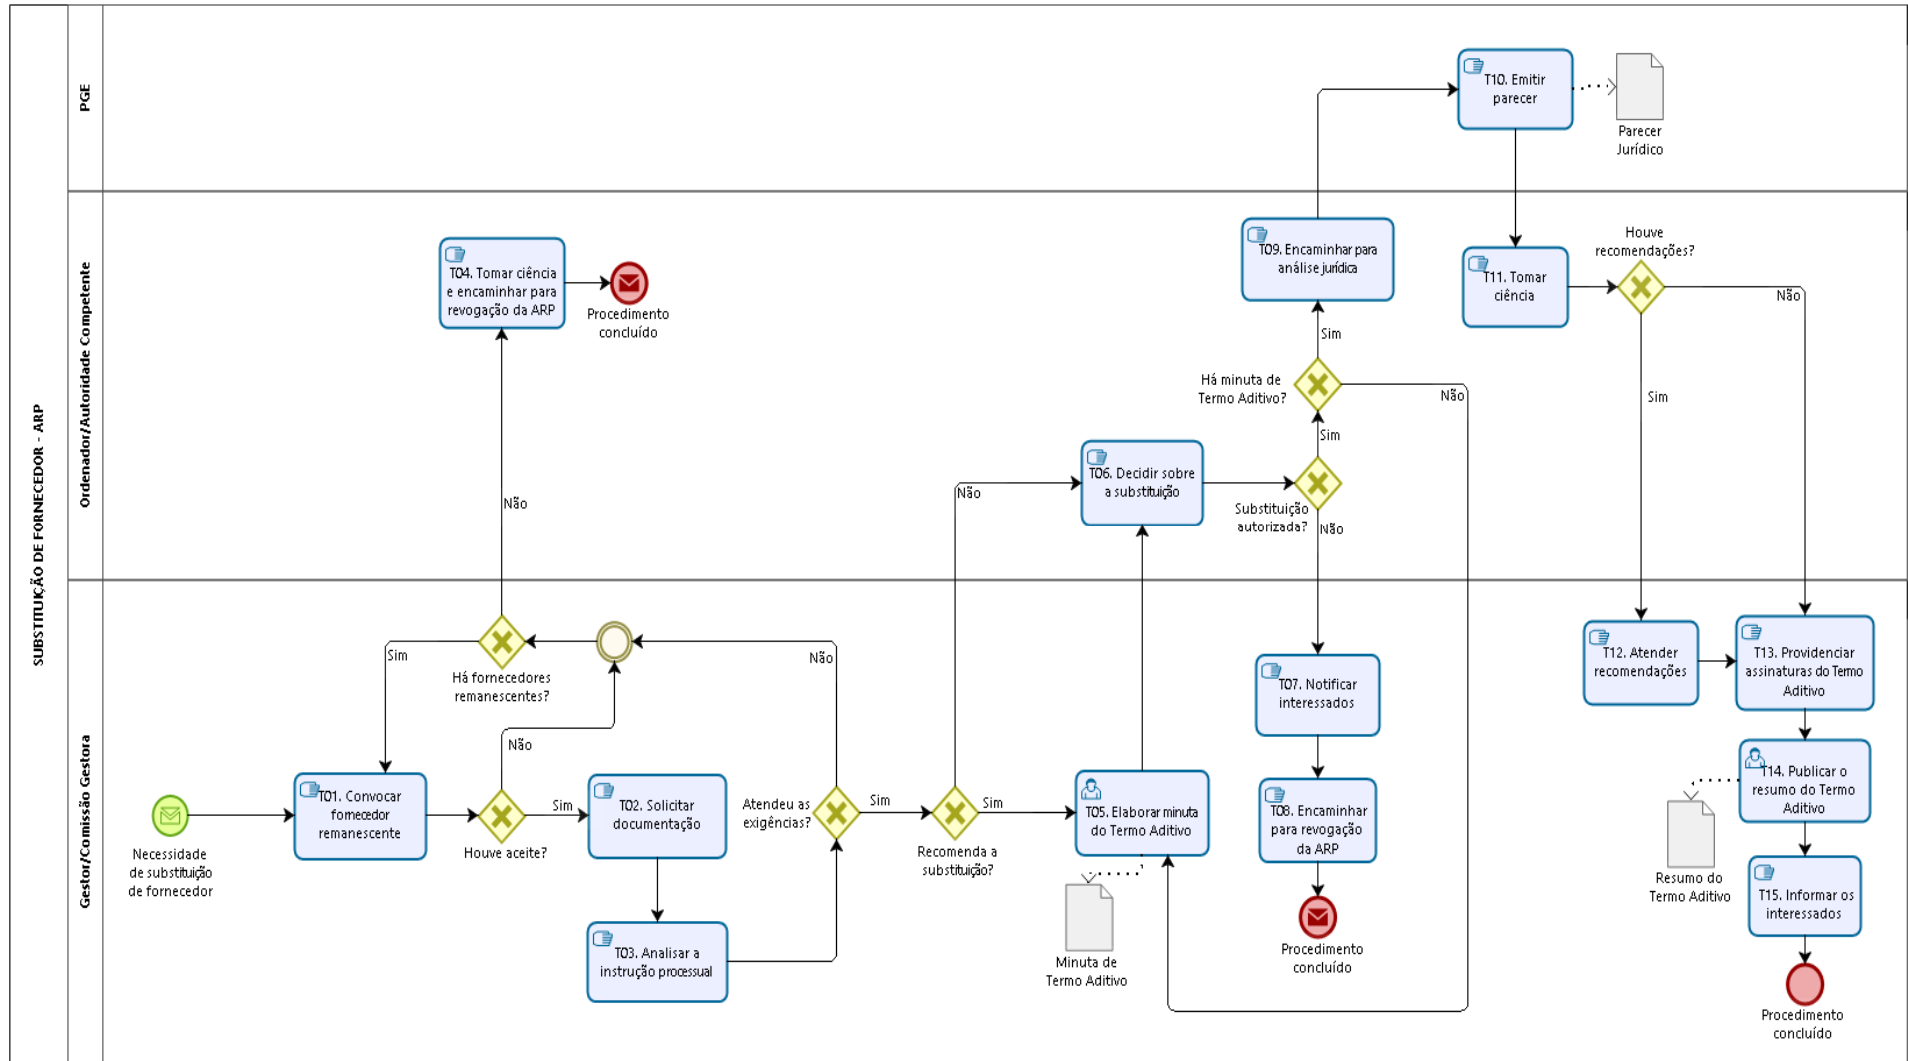 SUBSTITUIÇÃO DE FORNECEDOR - ARP
PGE
T10. Emitir
parecer
Parecer
Jurídico
Ordenador/Autoridade Competente
T04. Tomar ciência
e encaminhar para
revogação da ARP
Procedimento
concluído
Não
T09. Encaminhar para
análise jurídica
Sim
Há minuta de
Termo Aditivo?
Não
Sim
T06. Decidir sobre
a substituição
Não
Substituição
autorizada?
Não
T11. Tomar
ciência
Houve
recomendações?
Não
Sim
Gestor/Comissão Gestora
Necessidade
de substituição
de fornecedor
T01. Convocar
fornecedor
remanescente
Sim
Há fornecedores
remanescentes?
Não
Houve aceite?
Sim
T02. Solicitar
documentação
T03. Analisar a
instrução processual
Não
Atendeu as
exigências?
Sim
Recomenda a
substituição?
Sim
T05. Elaborar minuta
do Termo Aditivo
Minuta de
Termo Aditivo
T07. Notificar
interessados
T08. Encaminhar
para revogação
da ARP
Procedimento
concluído
T12. Atender
recomendações
T13. Providenciar
assinaturas do Termo
Aditivo
T14. Publicar o
resumo do Termo
Aditivo
Resumo do
Termo Aditivo
T15. Informar os
interessados
Procedimento
concluído